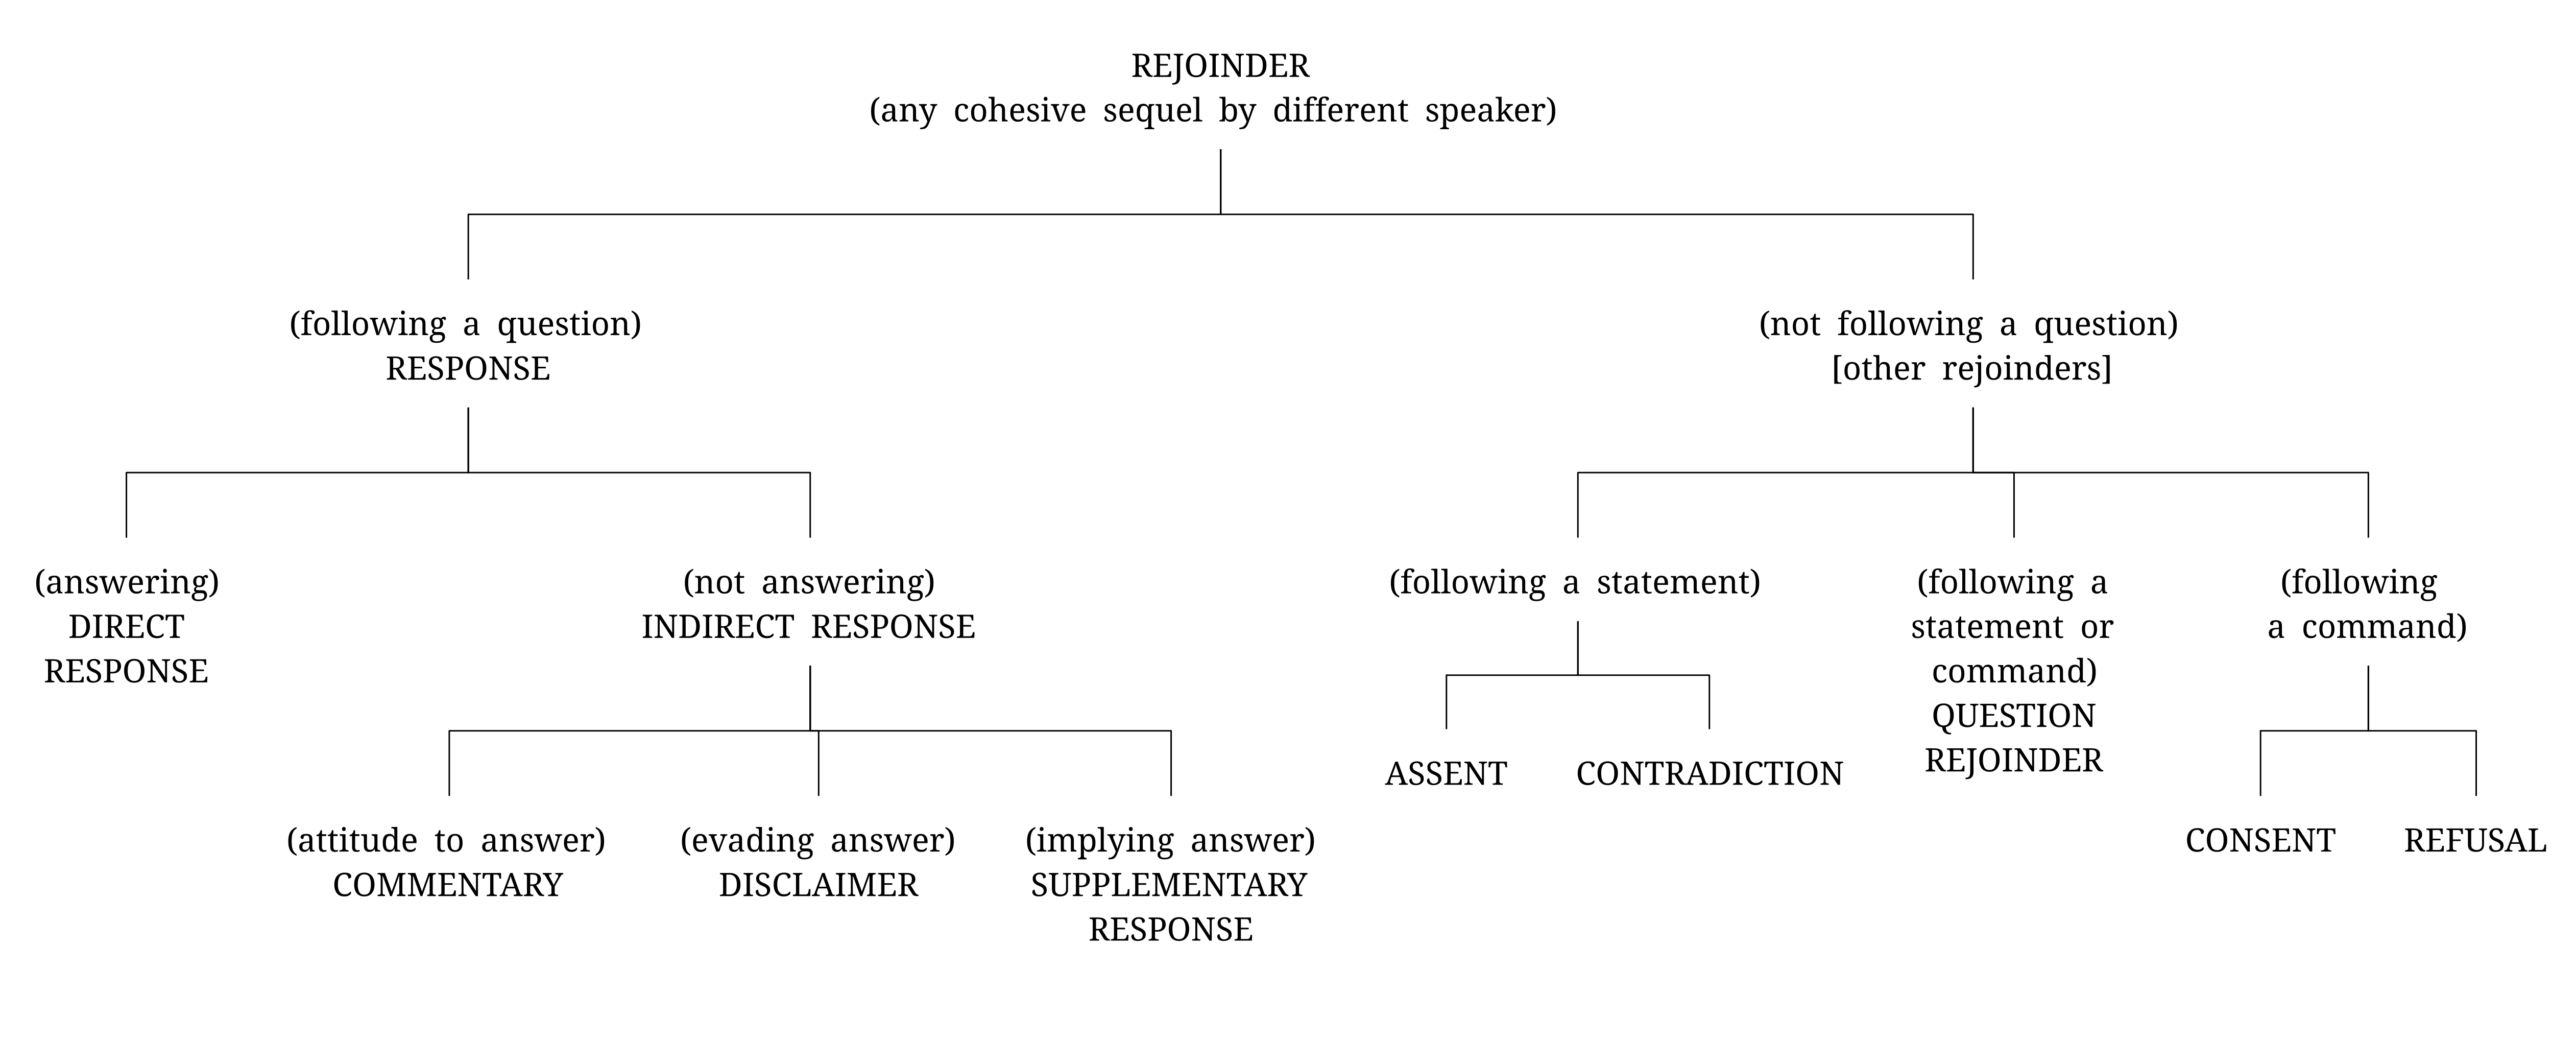 REJOINDER
(any cohesive sequel by different speaker)
(following a question)
RESPONSE
(not following a question)
[other rejoinders]
(answering)
DIRECT
RESPONSE
(not answering)
INDIRECT RESPONSE
(following a statement)
(following a
statement or
command)
QUESTION
REJOINDER
(following
a command)
ASSENT
CONTRADICTION
(attitude to answer)
COMMENTARY
(evading answer)
DISCLAIMER
(implying answer)
SUPPLEMENTARY
RESPONSE
CONSENT
REFUSAL